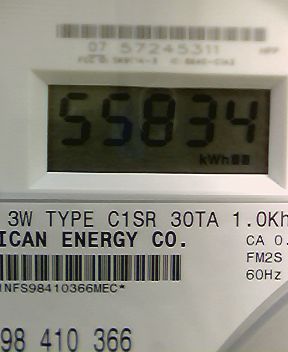 07 57245311
55834
kWh
3W TYPE C1SR 30TA 1.0Kh
ICAN ENERGY CO.
CA 0.
FM2S
60Hz
1NFS98410366MEC*
98 410 366